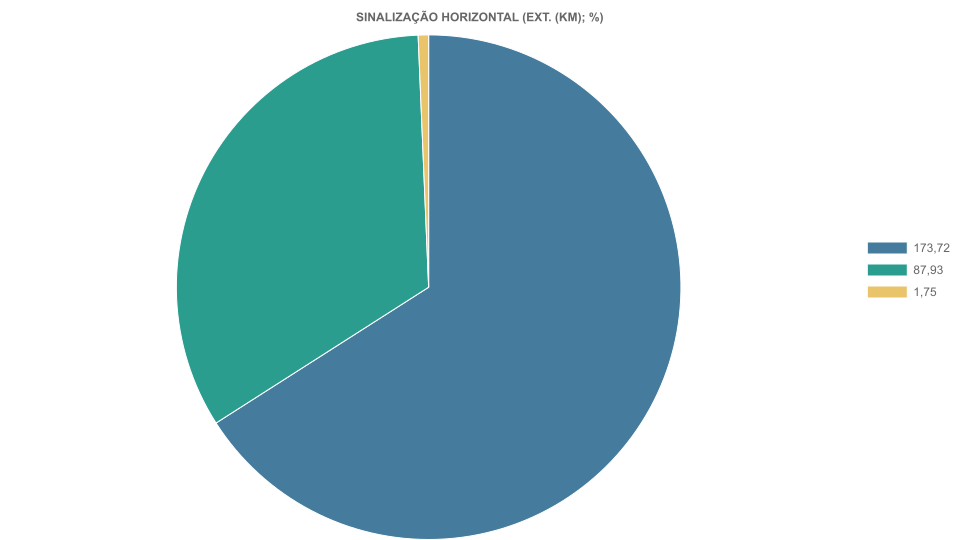 SINALIZAÇÃO HORIZONTAL (EXT. (KM); %)
173,72
87,93
1,75